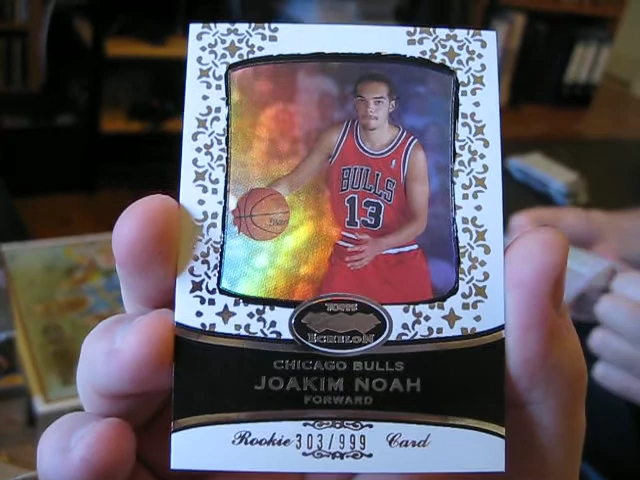 BULLS
13
TOPPS
ECHELON
CHICAGO BULLS
JOAKIM NOAH
FORWARD
Rookie 303/999 Card